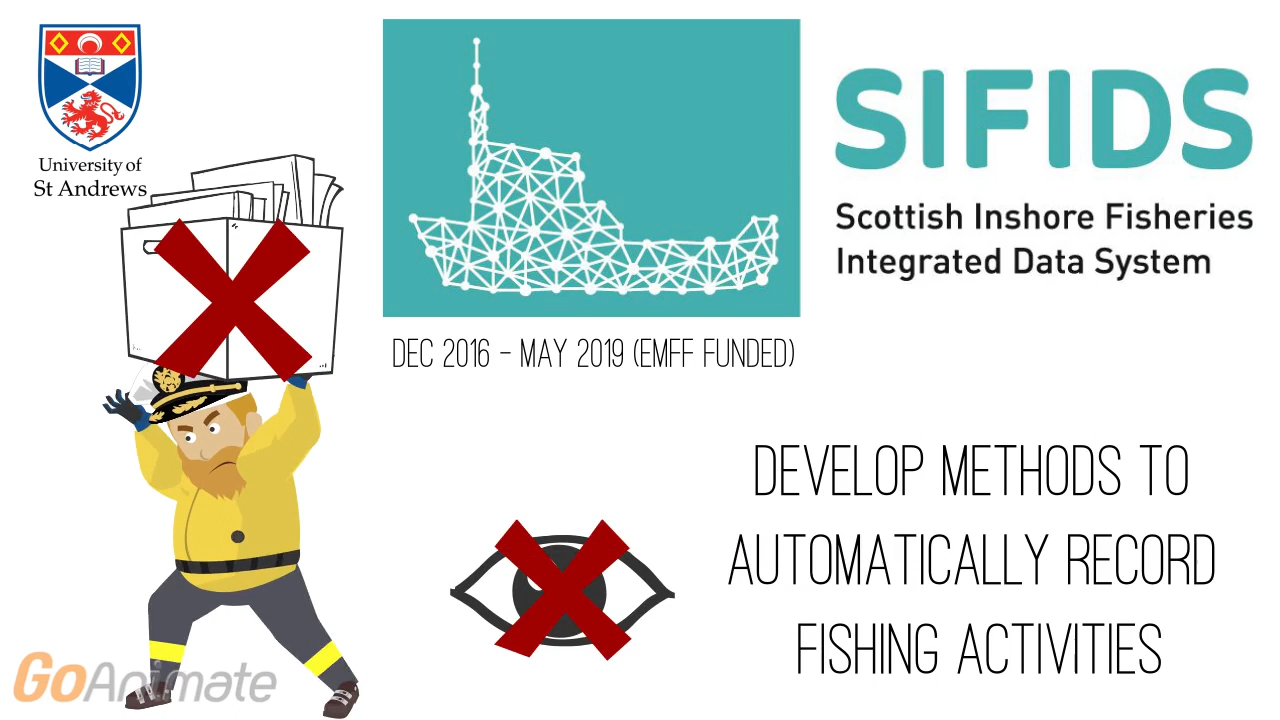 University of
St Andrews
SIFIDS
Scottish Inshore Fisheries
Integrated Data System
DEC 2016 - MAY 2019 (EMFF FUNDED)
DEVELOP METHODS TO
AUTOMATICALLY RECORD
FISHING ACTIVITIES
GoAnimate